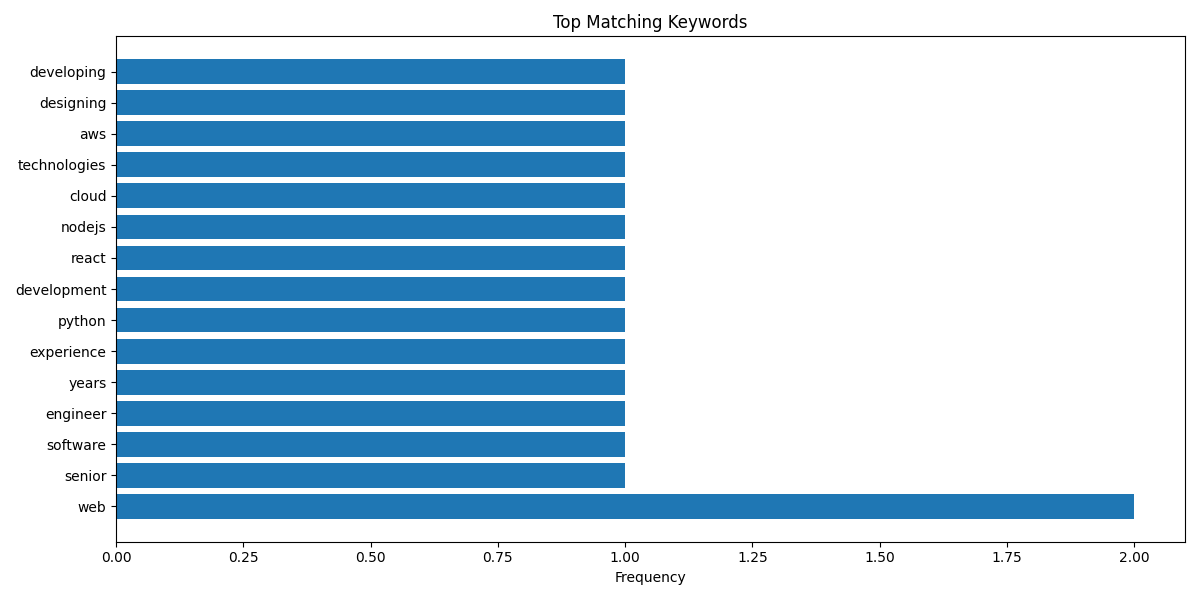 Top Matching Keywords
developing
designing
aws
technologies
cloud
nodejs
react
development
python
experience
years
engineer
software
senior
web
0.00 0.25 0.50 0.75 1.00 1.25 1.50 1.75 2.00
Frequency